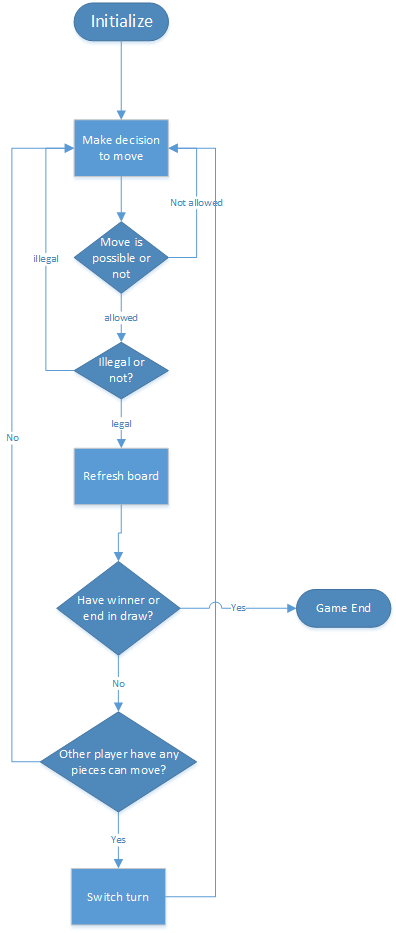 Initialize
Make decision
to move
Not allowed
Move is
possible or
not
illegal
allowed
Illegal or
not?
legal
No
Refresh board
Have winner or
end in draw?
Yes
Game End
No
Other player have any
pieces can move?
Yes
Switch turn